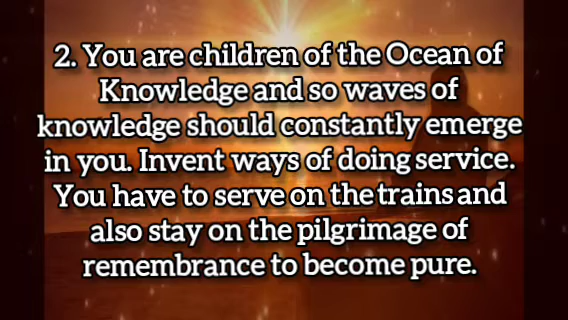 2. You are children of the Ocean of
Knowledge and so waves of
knowledge should constantly emerge
in you. Invent ways of doing service.
You have to serve on the trains and
also stay on the pilgrimage of
remembrance to become pure.